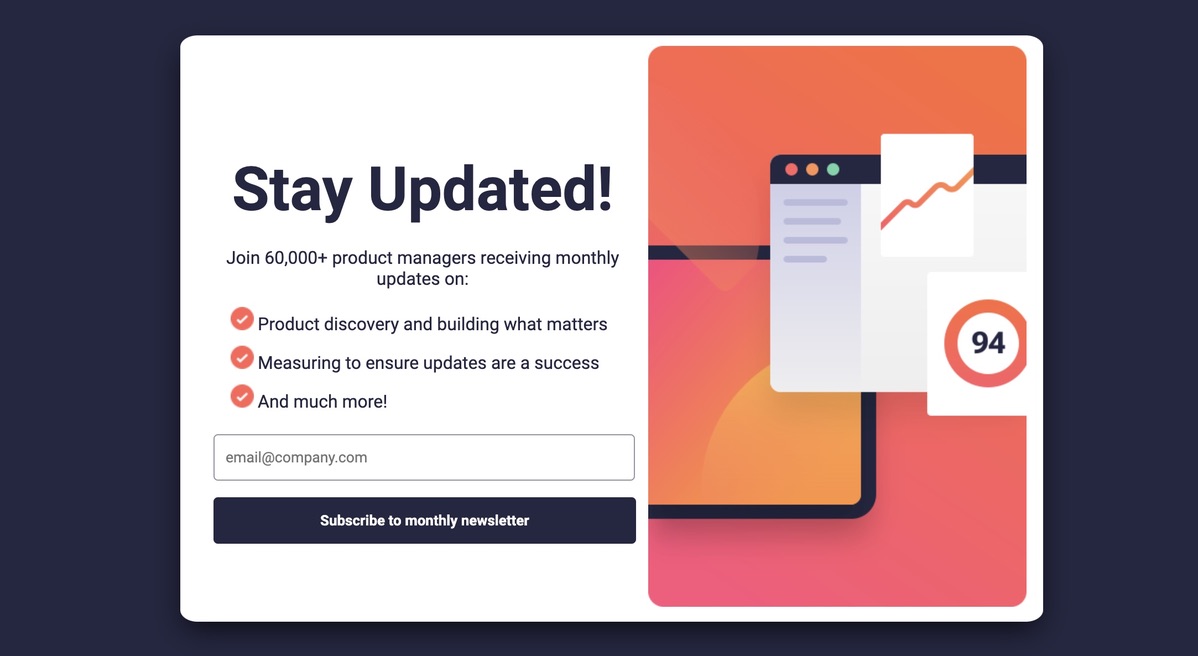 Stay Updated!
Join 60,000+ product managers receiving monthly
updates on:
Product discovery and building what matters
Measuring to ensure updates are a success
And much more!
email@company.com
Subscribe to monthly newsletter
94